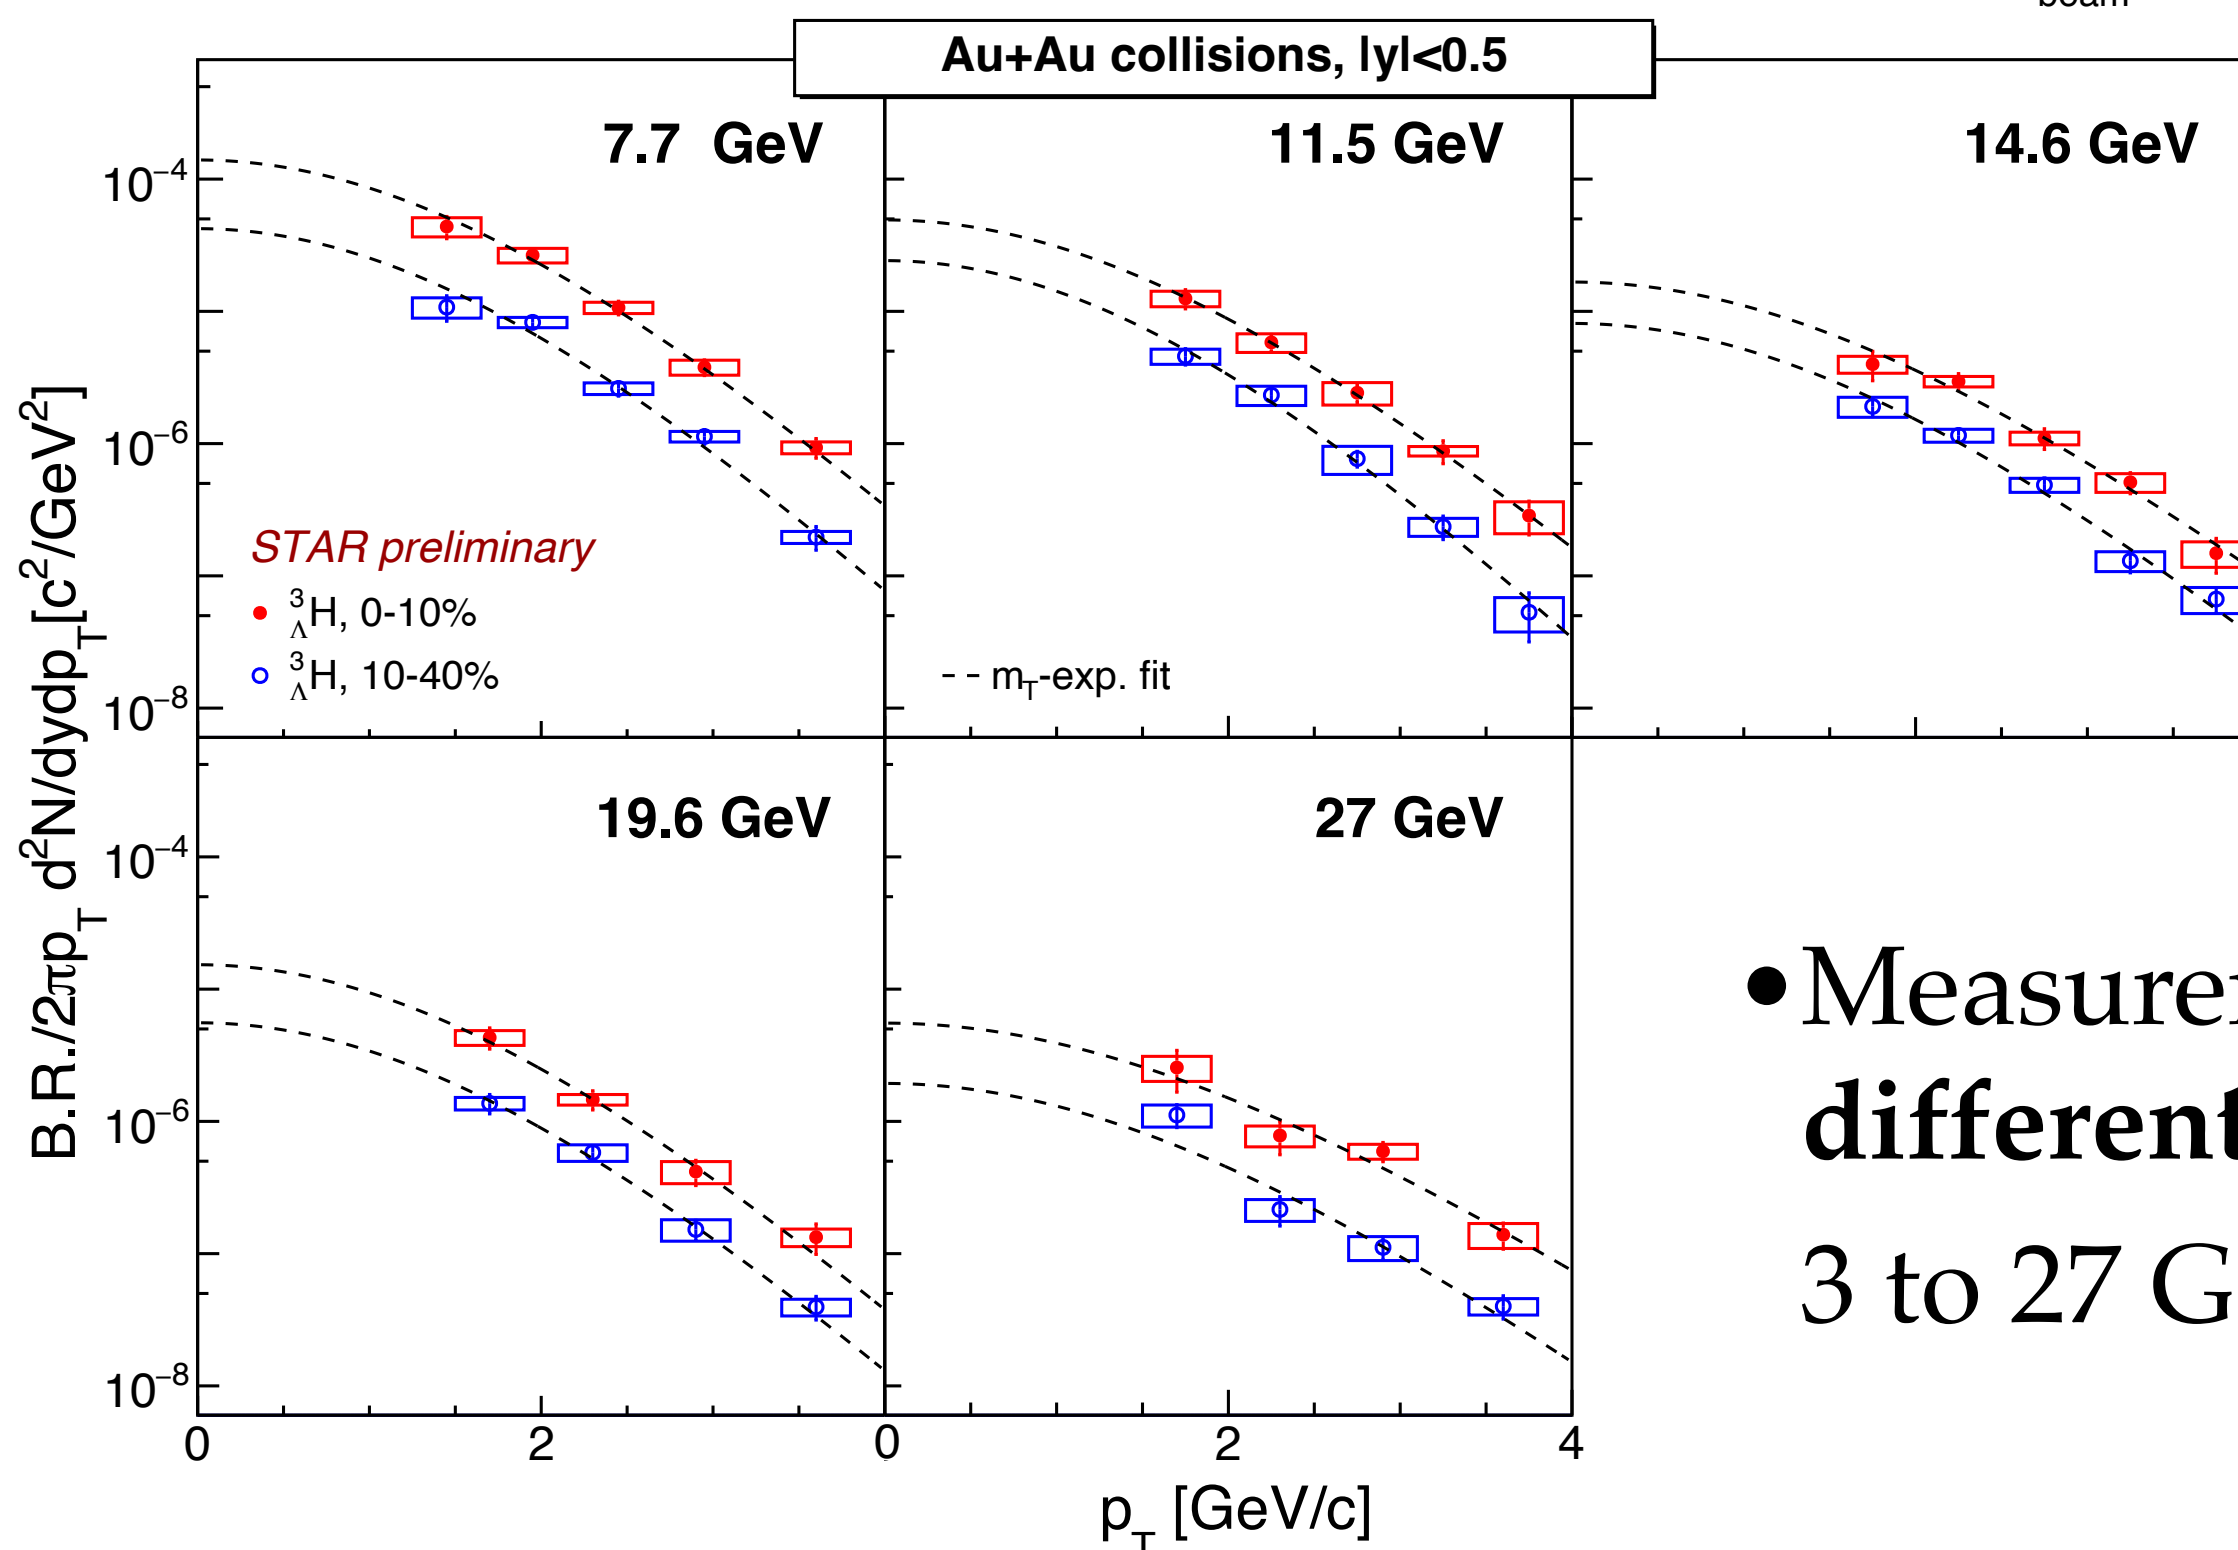 beam
Au+Au collisions, |y|<0.5
7.7 GeV
11.5 GeV
14.6 GeV
10⁻⁴
10⁻⁶
10⁻⁸
STAR preliminary
³ΛH, 0-10%
³ΛH, 10-40%
-- m_T-exp. fit
B.R./2πp_T d²N/dydp_T[c²/GeV²]
19.6 GeV
27 GeV
10⁻⁴
10⁻⁶
10⁻⁸
0 2 0 2 4
p_T [GeV/c]
•Measure
different
3 to 27 G